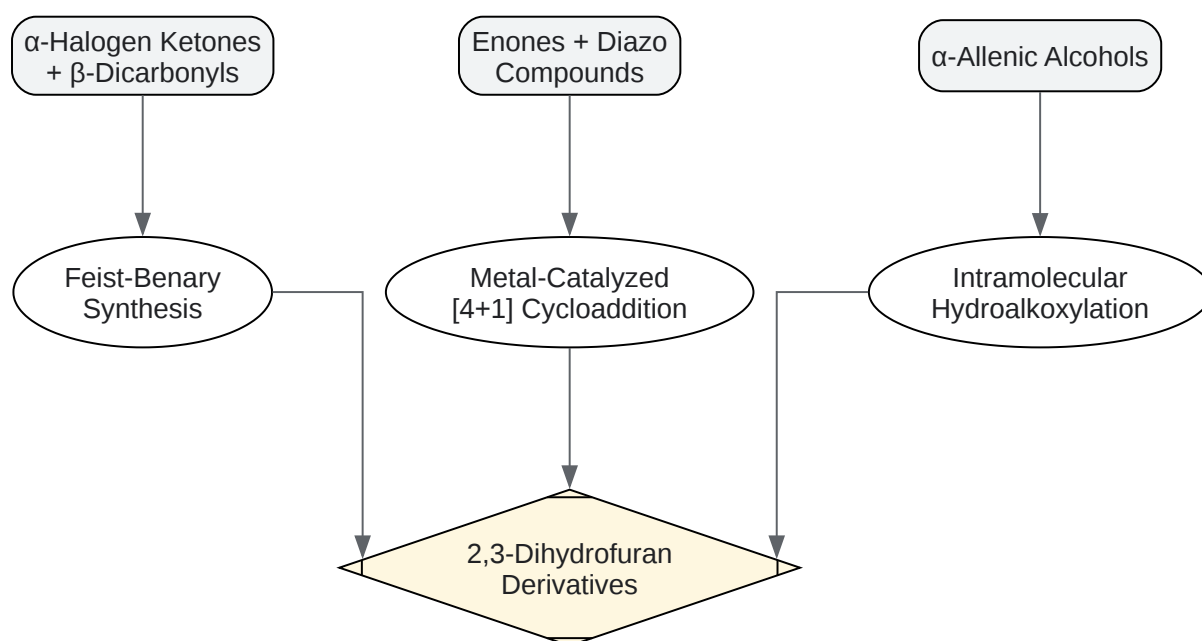 α-Halogen Ketones
+ β-Dicarbonyls
Enones + Diazo
Compounds
α-Allenic Alcohols
Feist-Benary
Synthesis
Metal-Catalyzed
[4+1] Cycloaddition
Intramolecular
Hydroalkoxylation
2,3-Dihydrofuran
Derivatives